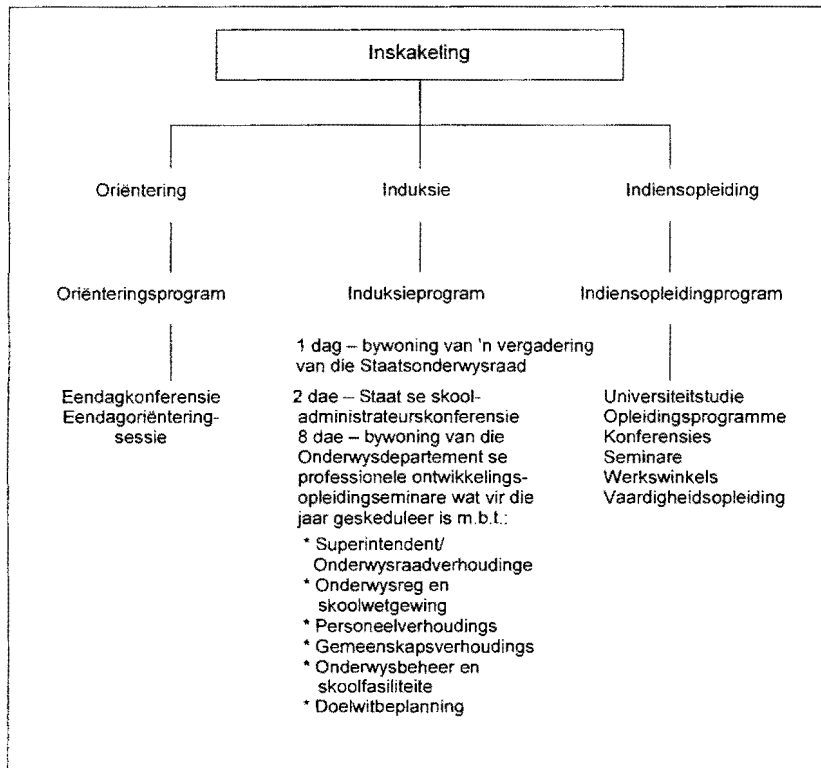 Inskakeling
Oriëntering
Induksie
Indiensopleiding
Oriënteringsprogram
Induksieprogram
Indiensopleidingprogram
Eendagkonferensie
Eendagoriëntering-
sessie
1 dag – bywoning van 'n vergadering
van die Staatsonderwysraad
2 dae – Staat se skool-
administrateurskonferensie
8 dae – bywoning van die
Onderwysdepartement se
professionele ontwikkelings-
opleidingseminare wat vir die
jaar geskeduleer is m.b.t.:
* Superintendent/
Onderwysraadverhoudinge
* Onderwysreg en
skoolwetgewing
* Personeelverhoudings
* Gemeenskapsverhoudings
* Onderwysbeheer en
skoolfasiliteite
* Doelwitbeplanning
Universiteitstudie
Opleidingsprogramme
Konferensies
Seminare
Werkswinkels
Vaardigheidsopleiding